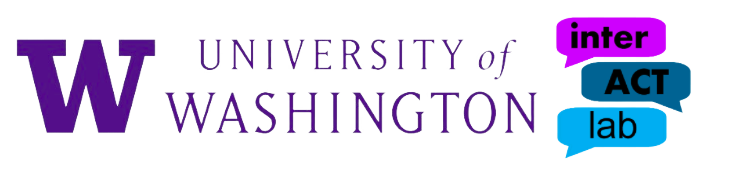 W
UNIVERSITY of
WASHINGTON
inter
ACT
lab